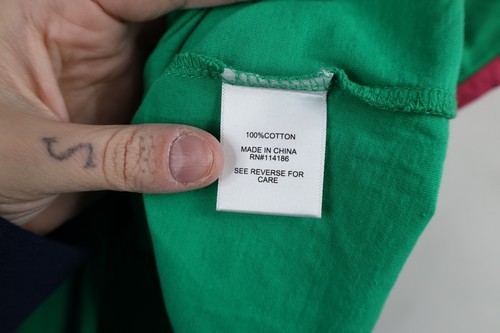 100%COTTON
MADE IN CHINA
RN#114186
SEE REVERSE FOR
CARE